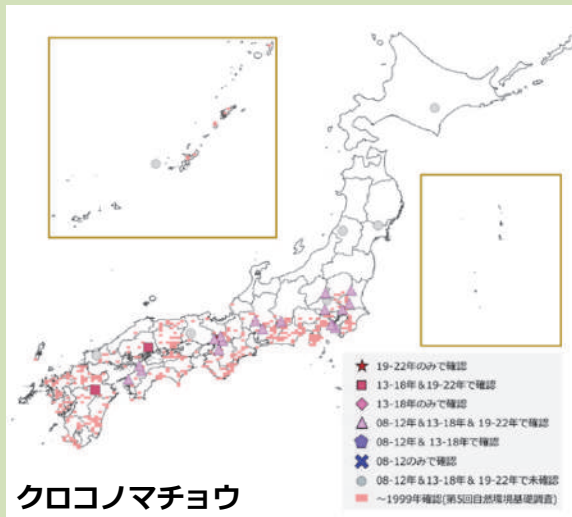 ★ 19-22年のみで確認
■ 13-18年&19-22年で確認
◆ 13-18年のみで確認
▲ 08-12年&13-18年 & 19-22年で確認
⬟ 08-12年& 13-18年で確認
✖ 08-12のみで確認
● 08-12年&13-18年 & 19-22年で未確認
～1999年確認(第5回自然環境基礎調査)
クロコノマチョウ